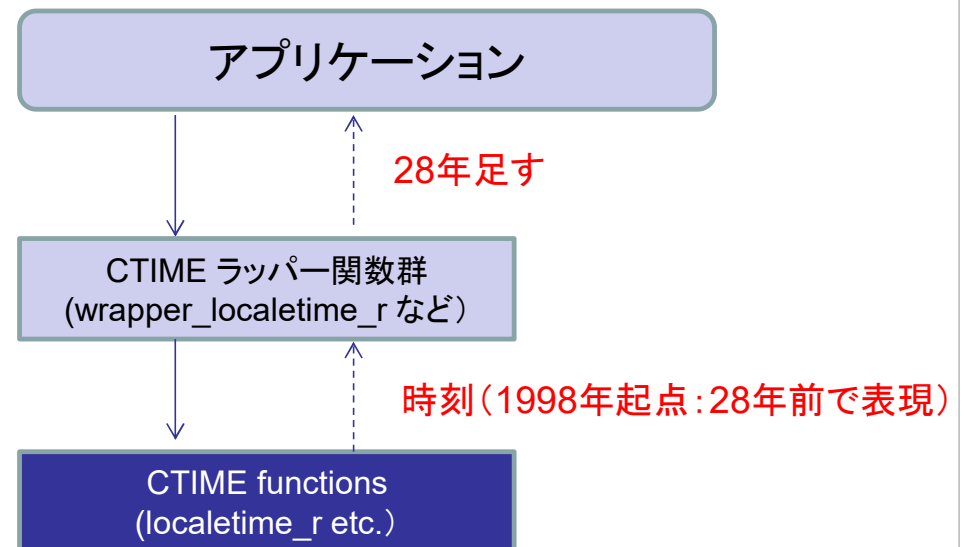 アプリケーション
28年足す
CTIME ラッパー関数群
(wrapper_localetime_r など）
時刻（1998年起点：28年前で表現）
CTIME functions
(localetime_r etc.）